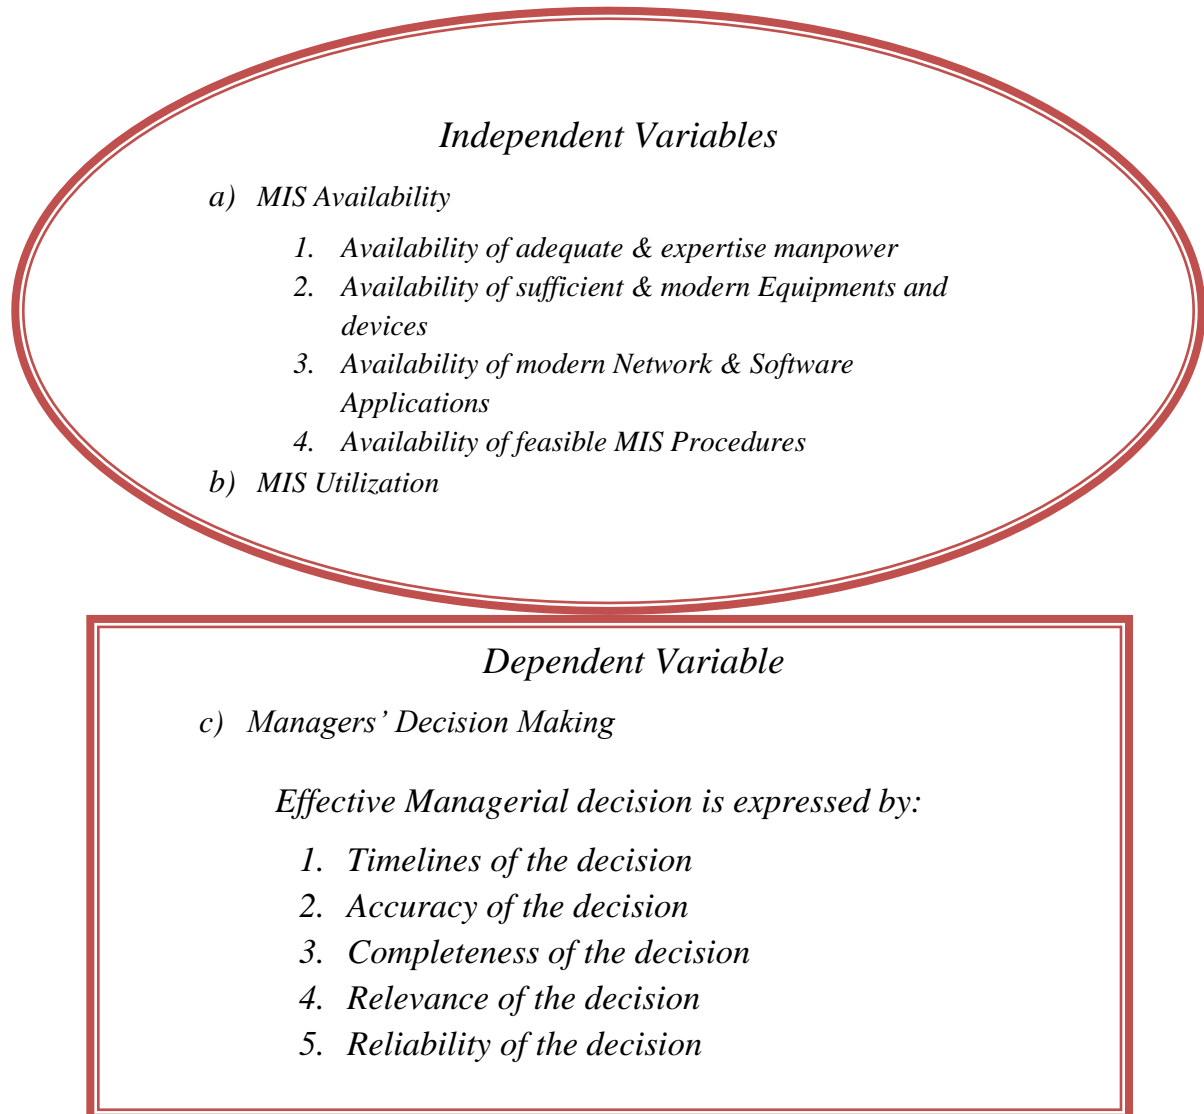 Independent Variables
a) MIS Availability
1. Availability of adequate & expertise manpower
2. Availability of sufficient & modern Equipments and
devices
3. Availability of modern Network & Software
Applications
4. Availability of feasible MIS Procedures
b) MIS Utilization
Dependent Variable
c) Managers’ Decision Making
Effective Managerial decision is expressed by:
1. Timelines of the decision
2. Accuracy of the decision
3. Completeness of the decision
4. Relevance of the decision
5. Reliability of the decision